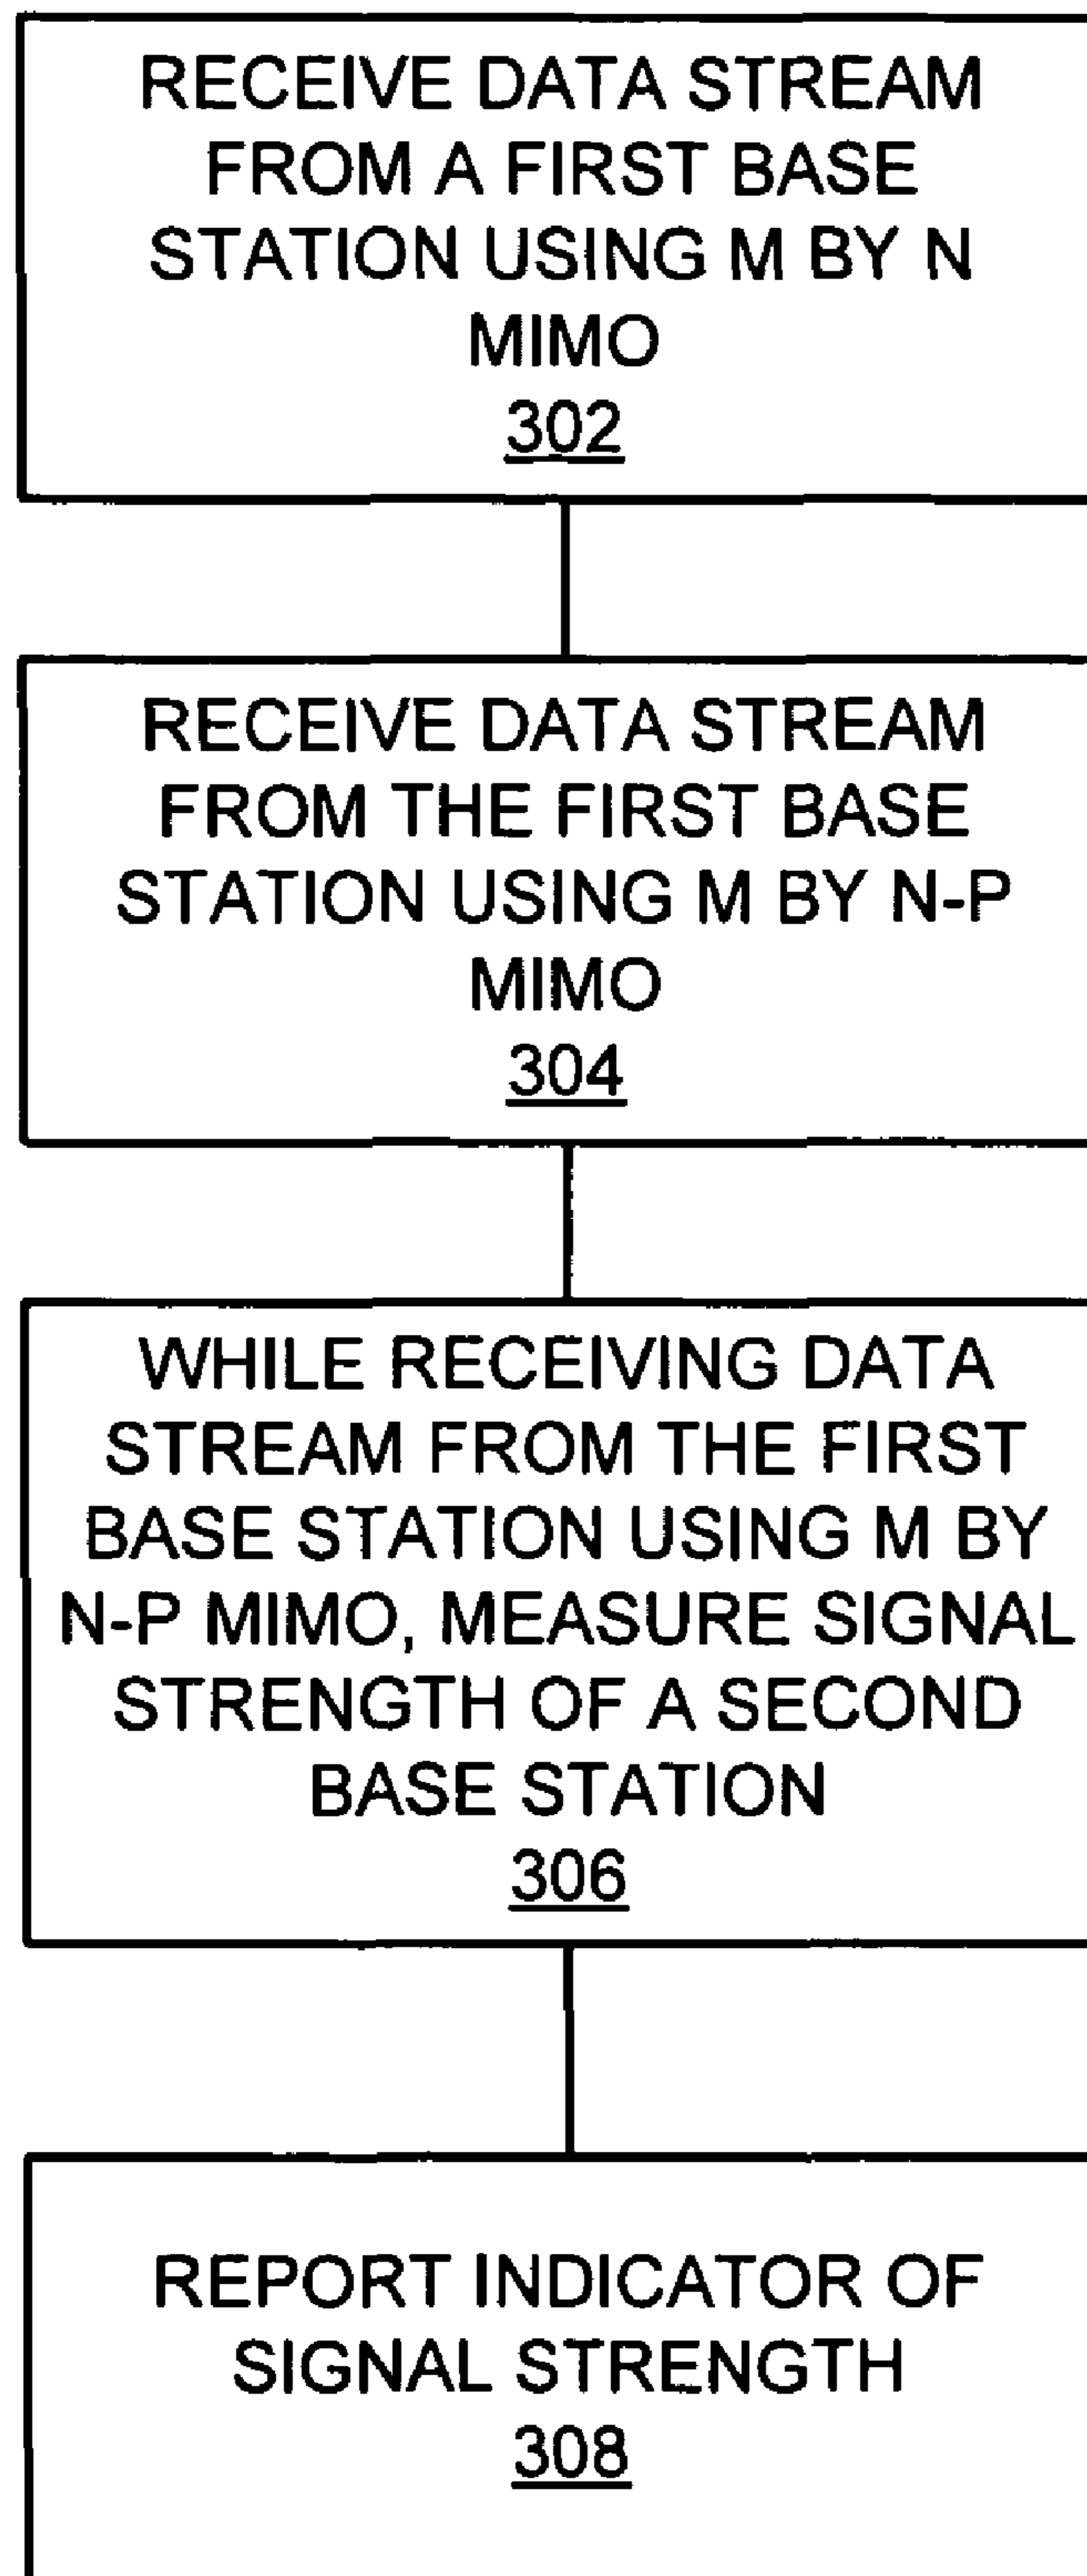 RECEIVE DATA STREAM
FROM A FIRST BASE
STATION USING M BY N
MIMO
302
RECEIVE DATA STREAM
FROM THE FIRST BASE
STATION USING M BY N-P
MIMO
304
WHILE RECEIVING DATA
STREAM FROM THE FIRST
BASE STATION USING M BY
N-P MIMO, MEASURE SIGNAL
STRENGTH OF A SECOND
BASE STATION
306
REPORT INDICATOR OF
SIGNAL STRENGTH
308